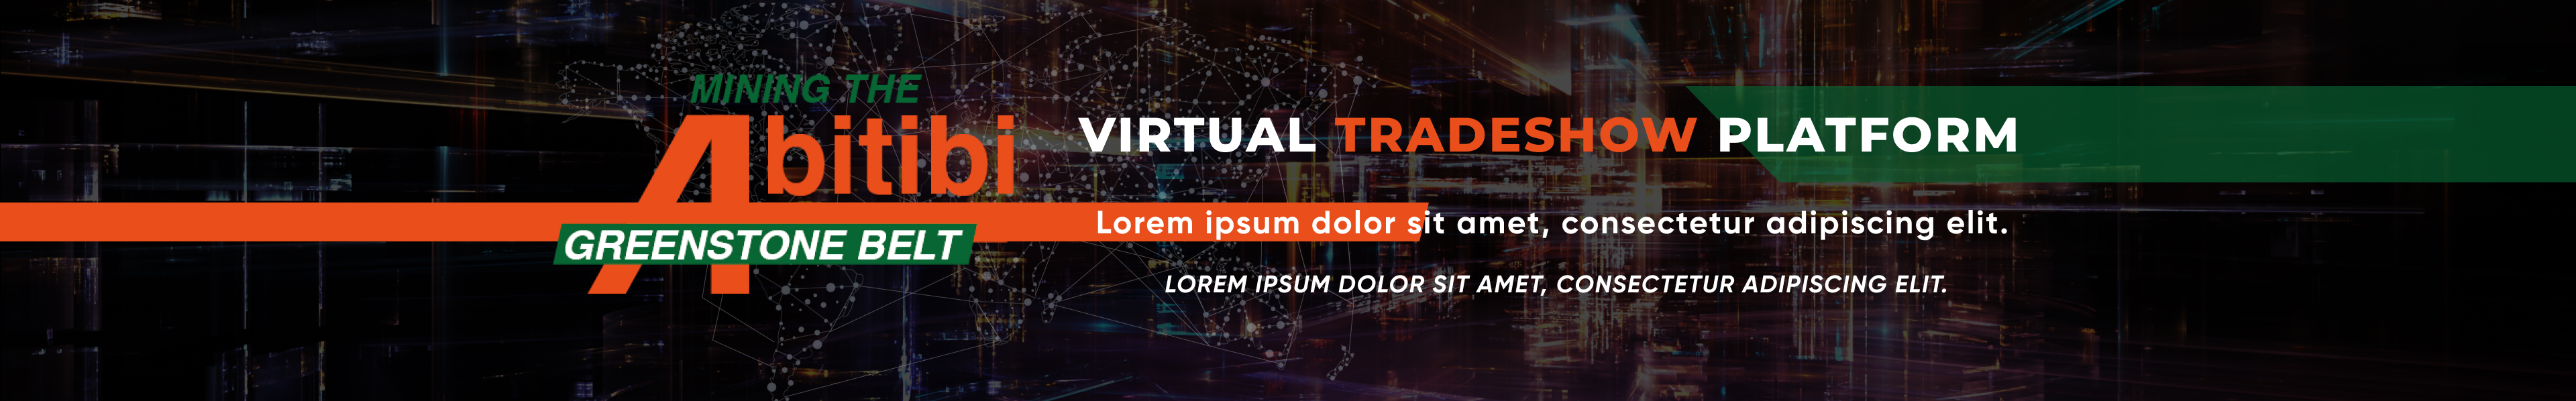 MINING THE
Abitibi
GREENSTONE BELT
VIRTUAL TRADESHOW PLATFORM
Lorem ipsum dolor sit amet, consectetur adipiscing elit.
LOREM IPSUM DOLOR SIT AMET, CONSECTETUR ADIPISCING ELIT.